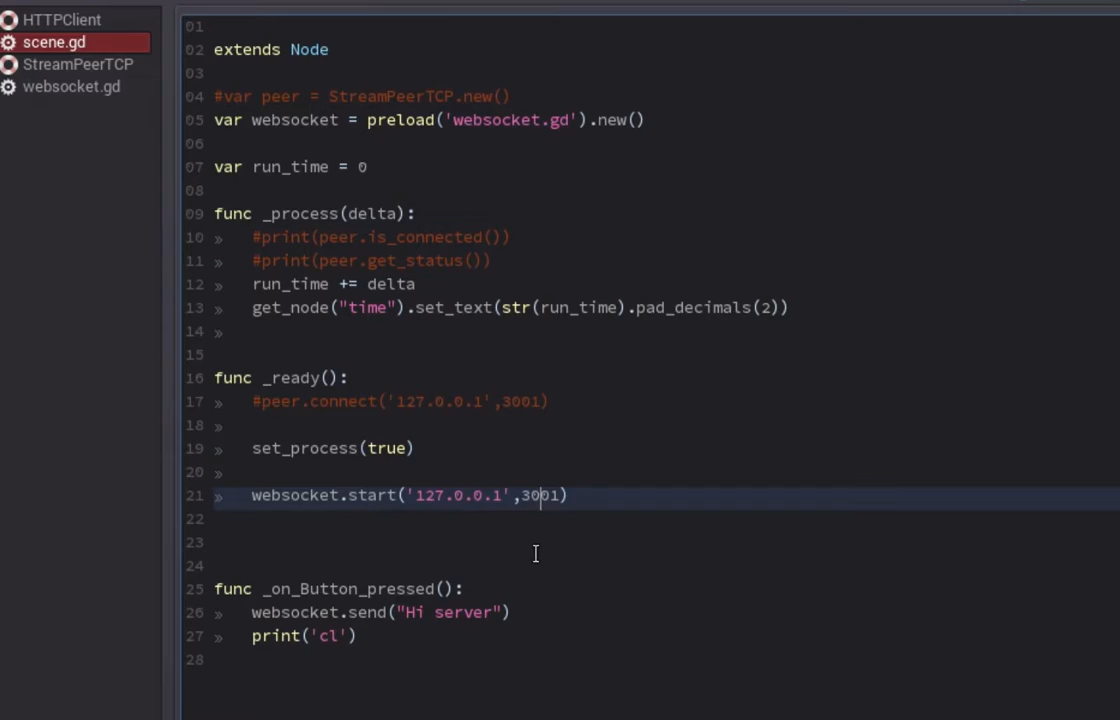 HTTPClient
scene.gd
StreamPeerTCP
websocket.gd
01
02 extends Node
03
04 #var peer = StreamPeerTCP.new()
05 var websocket = preload('websocket.gd').new()
06
07 var run_time = 0
08
09 func _process(delta):
10 » #print(peer.is_connected())
11 » #print(peer.get_status())
12 » run_time += delta
13 » get_node("time").set_text(str(run_time).pad_decimals(2))
14 »
15
16 func _ready():
17 » #peer.connect('127.0.0.1',3001)
18 »
19 » set_process(true)
20 »
21 » websocket.start('127.0.0.1',3001)
22
23
24
25 func _on_Button_pressed():
26 » websocket.send("Hi server")
27 » print('cl')
28